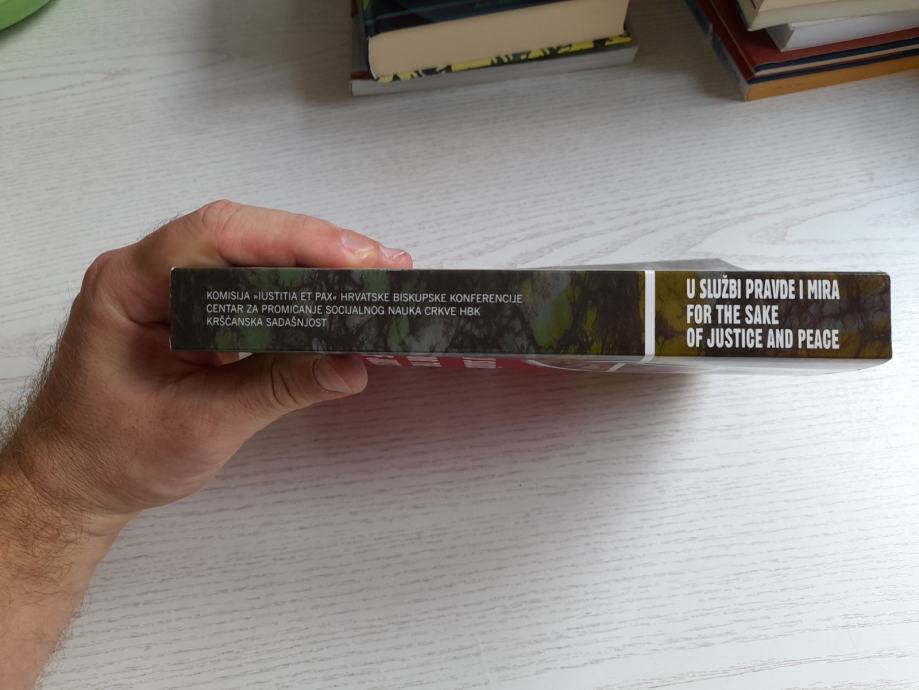 KOMISIJA »IUSTITIA ET PAX« HRVATSKE BISKUPSKE KONFERENCIJE
CENTAR ZA PROMICANJE SOCIJALNOG NAUKA CRKVE HBK
KRŠĆANSKA SADAŠNJOST
U SLUŽBI PRAVDE I MIRA
FOR THE SAKE
OF JUSTICE AND PEACE